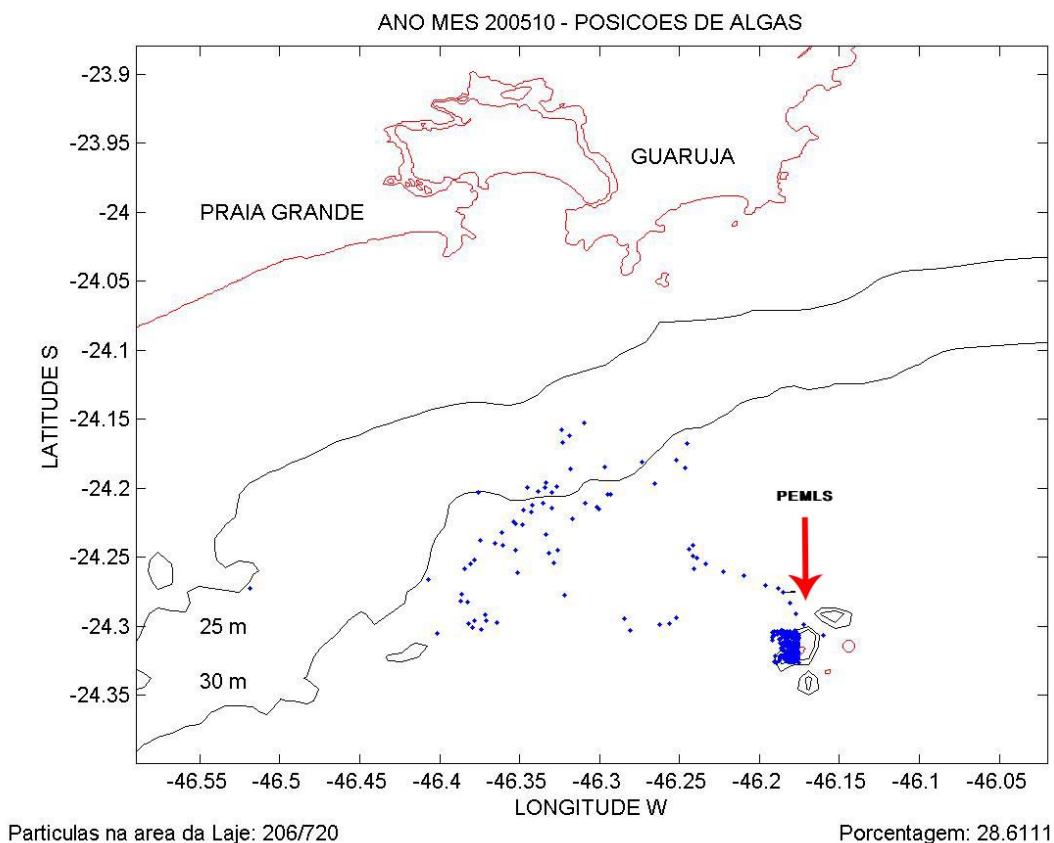 ANO MES 200510 - POSICOES DE ALGAS
-23.9
-23.95
GUARUJA
-24
PRAIA GRANDE
-24.05
-24.1
LATITUDE S
-24.15
-24.2
PEMLS
-24.25
-24.3
25 m
30 m
-24.35
-46.55 -46.5 -46.45 -46.4 -46.35 -46.3 -46.25 -46.2 -46.15 -46.1 -46.05
LONGITUDE W
Particulas na area da Laje: 206/720 Porcentagem: 28.6111